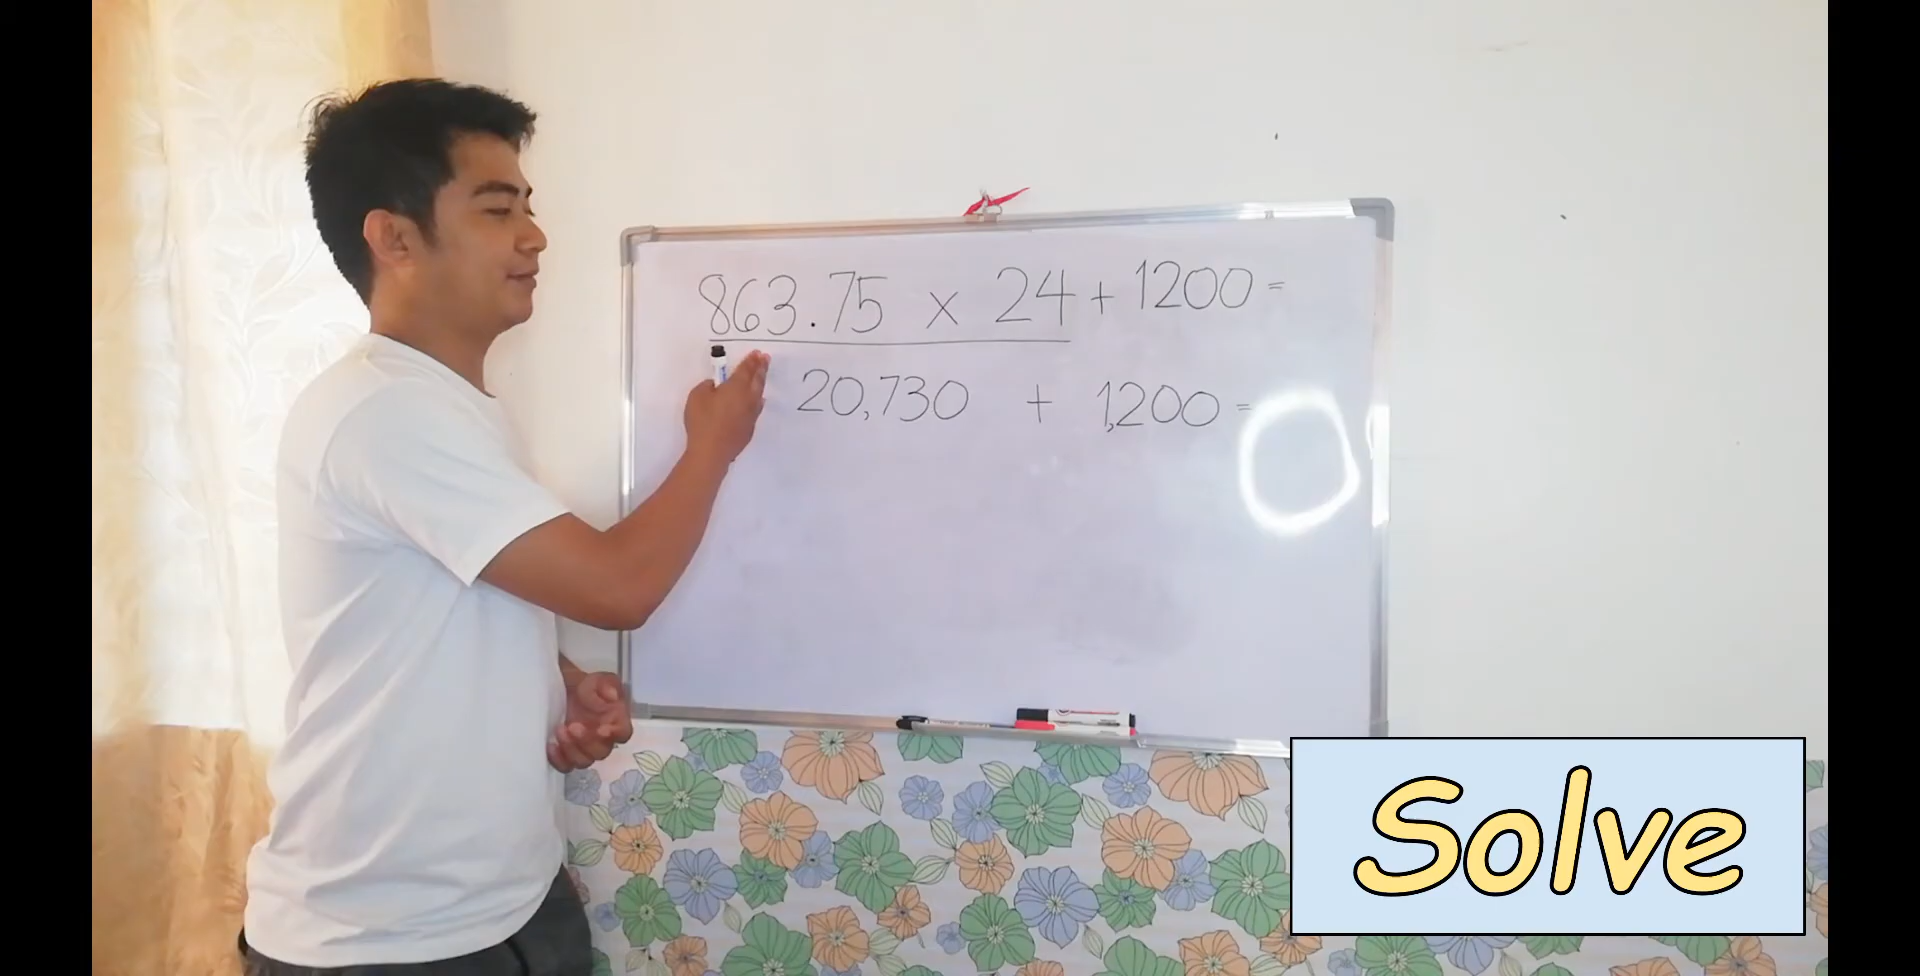 863.75 x 24 + 1200 =
20,730 + 1,200 =
Solve